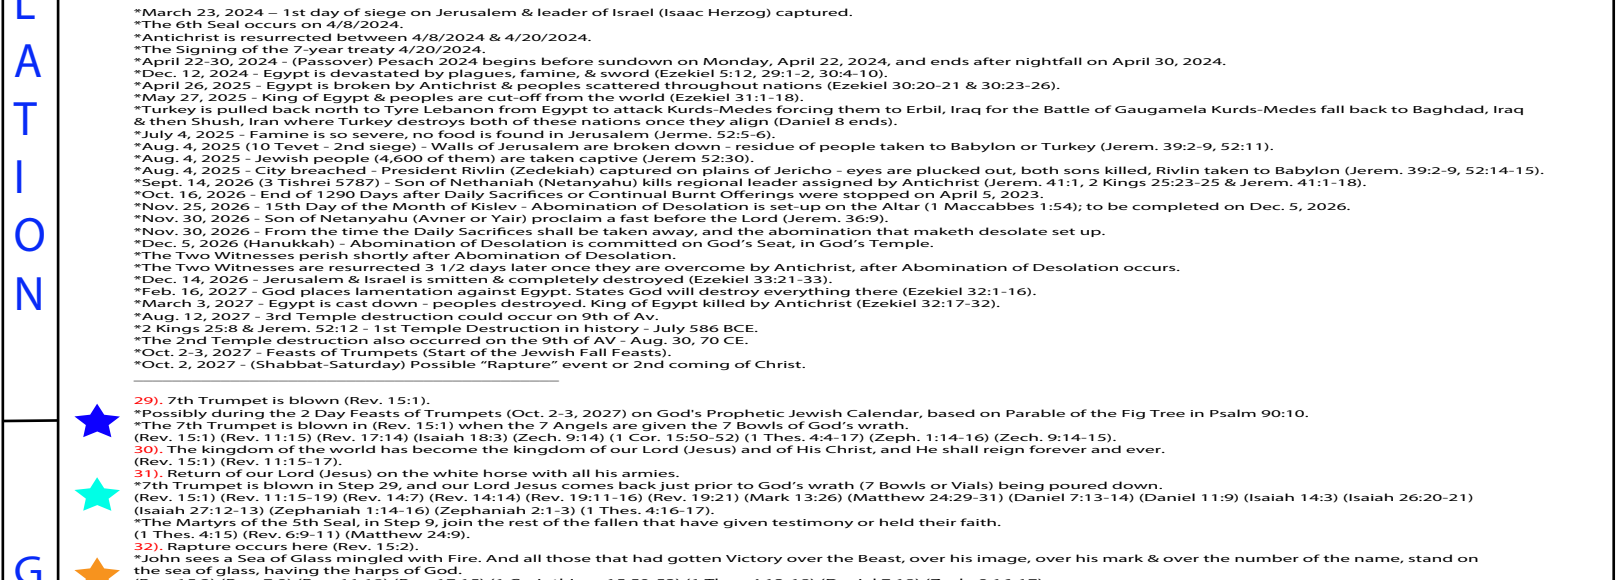 L
A
T
I
O
N
G
*March 23, 2024 – 1st day of siege on Jerusalem & leader of Israel (Isaac Herzog) captured.
*The 6th Seal occurs on 4/8/2024.
*Antichrist is resurrected between 4/8/2024 & 4/20/2024.
*The Signing of the 7-year treaty 4/20/2024.
*April 22-30, 2024 - (Passover) Pesach 2024 begins before sundown on Monday, April 22, 2024, and ends after nightfall on April 30, 2024.
*Dec. 12, 2024 - Egypt is devastated by plagues, famine, & sword (Ezekiel 5:12, 29:1-2, 30:4-10).
*April 26, 2025 - Egypt is broken by Antichrist & peoples scattered throughout nations (Ezekiel 30:20-21 & 30:23-26).
*May 27, 2025 - King of Egypt & peoples are cut-off from the world (Ezekiel 31:1-18).
*Turkey is pulled back north to Tyre Lebanon from Egypt to attack Kurds-Medes forcing them to Erbil, Iraq for the Battle of Gaugamela Kurds-Medes fall back to Baghdad, Iraq
& then Shush, Iran where Turkey destroys both of these nations once they align (Daniel 8 ends).
*July 4, 2025 - Famine is so severe, no food is found in Jerusalem (Jerme. 52:5-6).
*Aug. 4, 2025 (10 Tevet - 2nd siege) - Walls of Jerusalem are broken down - residue of people taken to Babylon or Turkey (Jerem. 39:2-9, 52:11).
*Aug. 4, 2025 - Jewish people (4,600 of them) are taken captive (Jerem 52:30).
*Aug. 4, 2025 - City breached - President Rivlin (Zedekiah) captured on plains of Jericho - eyes are plucked out, both sons killed, Rivlin taken to Babylon (Jerem. 39:2-9, 52:14-15).
*Sept. 14, 2026 (3 Tishrei 5787) - Son of Nethaniah (Netanyahu) kills regional leader assigned by Antichrist (Jerem. 41:1, 2 Kings 25:23-25 & Jerem. 41:1-18).
*Oct. 16, 2026 - End of 1290 Days after Daily Sacrifices or Continual Burnt Offerings were stopped on April 5, 2023.
*Nov. 25, 2026 - 15th Day of the Month of Kislev - Abomination of Desolation is set-up on the Altar (1 Maccabbes 1:54); to be completed on Dec. 5, 2026.
*Nov. 30, 2026 - Son of Netanyahu (Avner or Yair) proclaim a fast before the Lord (Jerem. 36:9).
*Nov. 30, 2026 - From the time the Daily Sacrifices shall be taken away, and the abomination that maketh desolate set up.
*Dec. 5, 2026 (Hanukkah) - Abomination of Desolation is committed on God's Seat, in God's Temple.
*The Two Witnesses perish shortly after Abomination of Desolation.
*The Two Witnesses are resurrected 3 1/2 days later once they are overcome by Antichrist, after Abomination of Desolation occurs.
*Dec. 14, 2026 - Jerusalem & Israel is smitten & completely destroyed (Ezekiel 33:21-33).
*Feb. 16, 2027 - God places lamentation against Egypt. States God will destroy everything there (Ezekiel 32:1-16).
*March 3, 2027 - Egypt is cast down - peoples destroyed. King of Egypt killed by Antichrist (Ezekiel 32:17-32).
*Aug. 12, 2027 - 3rd Temple destruction could occur on 9th of Av.
*2 Kings 25:8 & Jerem. 52:12 - 1st Temple Destruction in history - July 586 BCE.
*The 2nd Temple destruction also occurred on the 9th of AV - Aug. 30, 70 CE.
*Oct. 2-3, 2027 - Feasts of Trumpets (Start of the Jewish Fall Feasts).
*Oct. 2, 2027 - (Shabbat-Saturday) Possible "Rapture" event or 2nd coming of Christ.
29). 7th Trumpet is blown (Rev. 15:1).
*Possibly during the 2 Day Feasts of Trumpets (Oct. 2-3, 2027) on God's Prophetic Jewish Calendar, based on Parable of the Fig Tree in Psalm 90:10.
*The 7th Trumpet is blown in (Rev. 15:1) when the 7 Angels are given the 7 Bowls of God's wrath.
(Rev. 15:1) (Rev. 11:15) (Rev. 17:14) (Isaiah 18:3) (Zech. 9:14) (1 Cor. 15:50-52) (1 Thes. 4:4-17) (Zeph. 1:14-16) (Zech. 9:14-15).
30). The kingdom of the world has become the kingdom of our Lord (Jesus) and of His Christ, and He shall reign forever and ever.
(Rev. 15:1) (Rev. 11:15-17).
31). Return of our Lord (Jesus) on the white horse with all his armies.
*7th Trumpet is blown in Step 29, and our Lord Jesus comes back just prior to God's wrath (7 Bowls or Vials) being poured down.
(Rev. 15:1) (Rev. 11:15-19) (Rev. 14:7) (Rev. 14:14) (Rev. 19:11-16) (Rev. 19:21) (Mark 13:26) (Matthew 24:29-31) (Daniel 7:13-14) (Daniel 11:9) (Isaiah 14:3) (Isaiah 26:20-21)
(Isaiah 27:12-13) (Zephaniah 1:14-16) (Zephaniah 2:1-3) (1 Thes. 4:16-17).
*The Martyrs of the 5th Seal, in Step 9, join the rest of the fallen that have given testimony or held their faith.
(1 Thes. 4:15) (Rev. 6:9-11) (Matthew 24:9).
32). Rapture occurs here (Rev. 15:2).
*John sees a Sea of Glass mingled with Fire. And all those that had gotten Victory over the Beast, over his image, over his mark & over the number of the name, stand on
the sea of glass, having the harps of God.